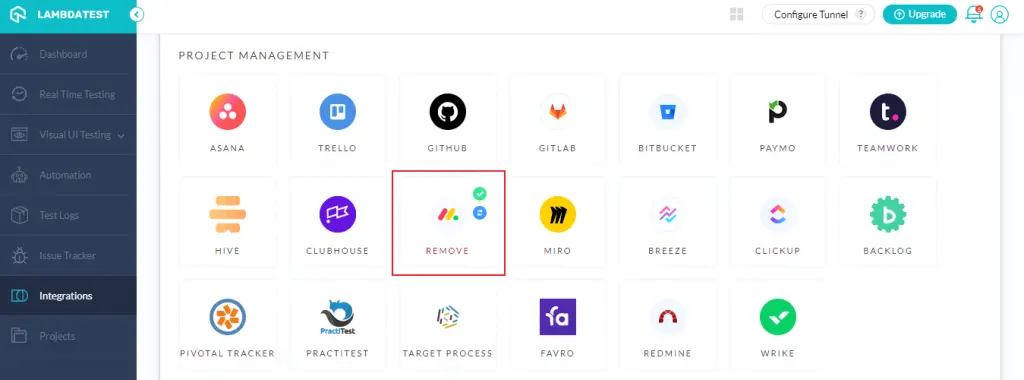 LAMBDATEST
Configure Tunnel ?
Upgrade
Dashboard
Real Time Testing
Visual UI Testing
Automation
Test Logs
Issue Tracker
Integrations
Projects
PROJECT MANAGEMENT
ASANA TRELLO GITHUB GITLAB BITBUCKET PAYMO TEAMWORK
HIVE CLUBHOUSE REMOVE MIRO BREEZE CLICKUP BACKLOG
PractiTest
PIVOTAL TRACKER PRACTITEST TARGET PROCESS FAVRO REDMINE WRIKE